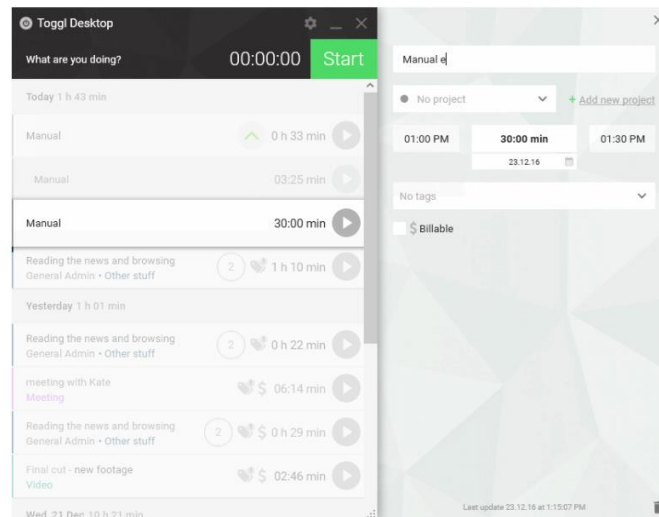 Toggl Desktop
What are you doing? 00:00:00 Start
Today 1 h 43 min
Manual 0 h 33 min
Manual 03:25 min
Manual 30:00 min
Reading the news and browsing
General Admin • Other stuff
2 1 h 10 min
Yesterday 1 h 01 min
Reading the news and browsing
General Admin • Other stuff
2 0 h 22 min
meeting with Kate
Meeting
$ 06:14 min
Reading the news and browsing
General Admin • Other stuff
2 $ 0 h 29 min
Final cut - new footage
Video
$ 02:46 min
Wed, 21 Dec 10 h 21 min
Manual e
No project + Add new project
01:00 PM 30:00 min 01:30 PM
23.12.16
No tags
$ Billable
Last update 23.12.16 at 1:15:07 PM